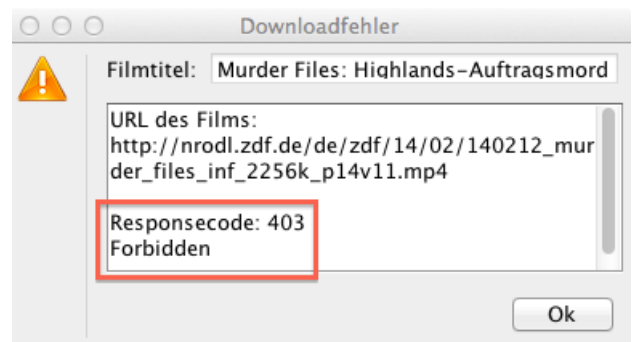 Downloadfehler
Filmtitel: Murder Files: Highlands-Auftragsmord
URL des Films:
http://nrodl.zdf.de/de/zdf/14/02/140212_mur
der_files_inf_2256k_p14v11.mp4
Responsecode: 403
Forbidden
Ok